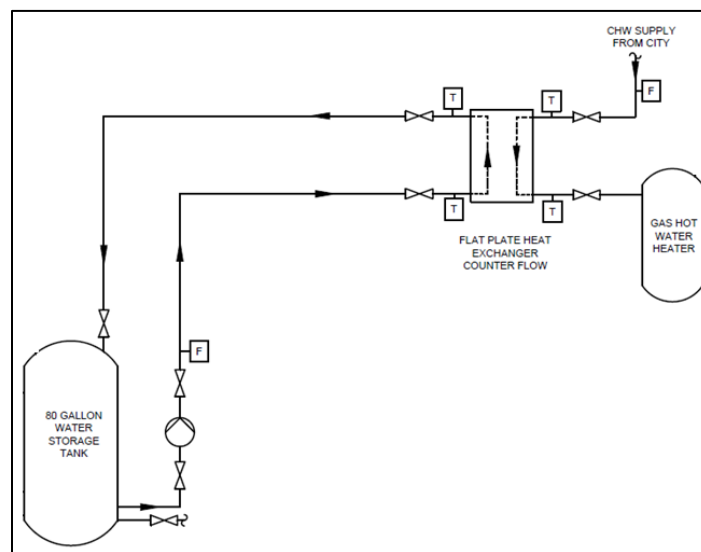 CHW SUPPLY
FROM CITY
T
T
F
T
T
FLAT PLATE HEAT
EXCHANGER
COUNTER FLOW
GAS HOT
WATER
HEATER
F
80 GALLON
WATER
STORAGE
TANK